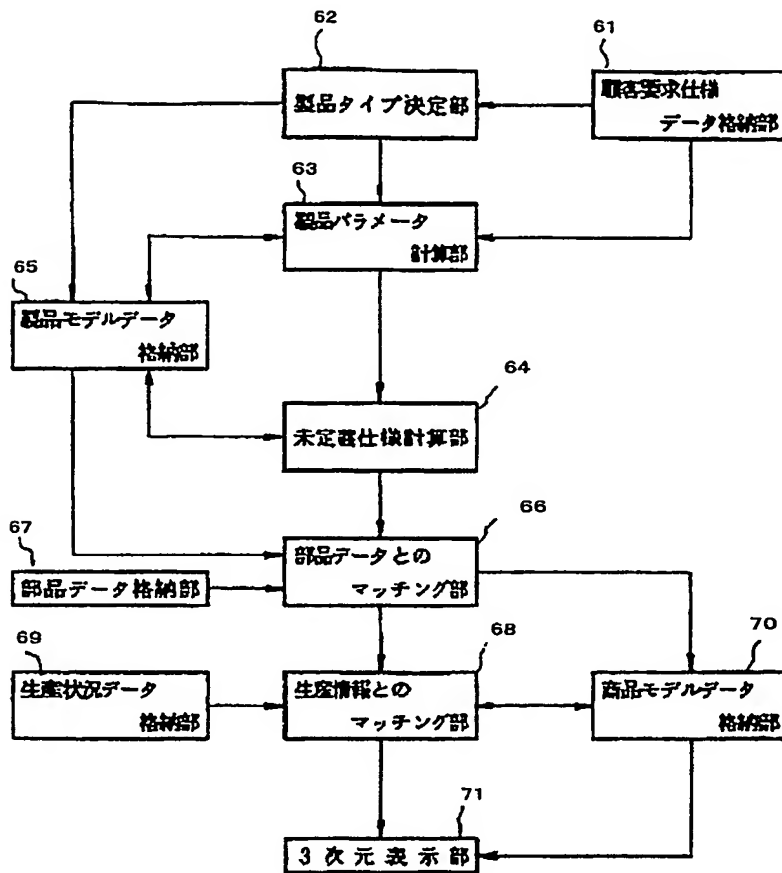 62
61
製品タイプ決定部
顧客要求仕様
データ格納部
63
製品パラメータ
計算部
65
製品モデルデータ
格納部
64
未定義仕様計算部
66
部品データとの
マッチング部
67
部品データ格納部
68
生産情報との
マッチング部
69
生産状況データ
格納部
70
商品モデルデータ
格納部
71
3次元表示部